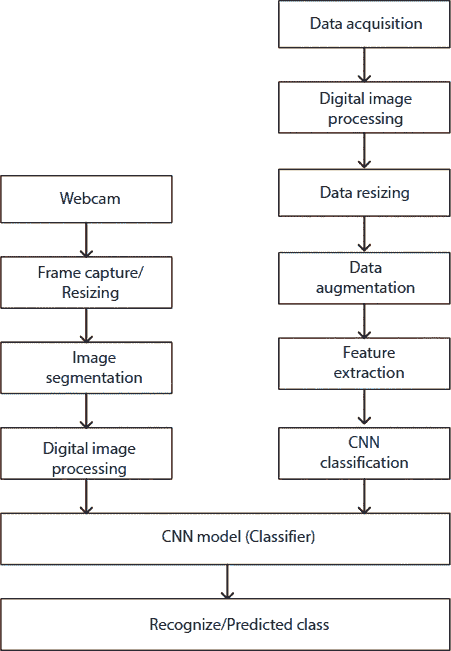 Data acquisition
Digital image
processing
Data resizing
Data
augmentation
Feature
extraction
CNN
classification
Webcam
Frame capture/
Resizing
Image
segmentation
Digital image
processing
CNN model (Classifier)
Recognize/Predicted class